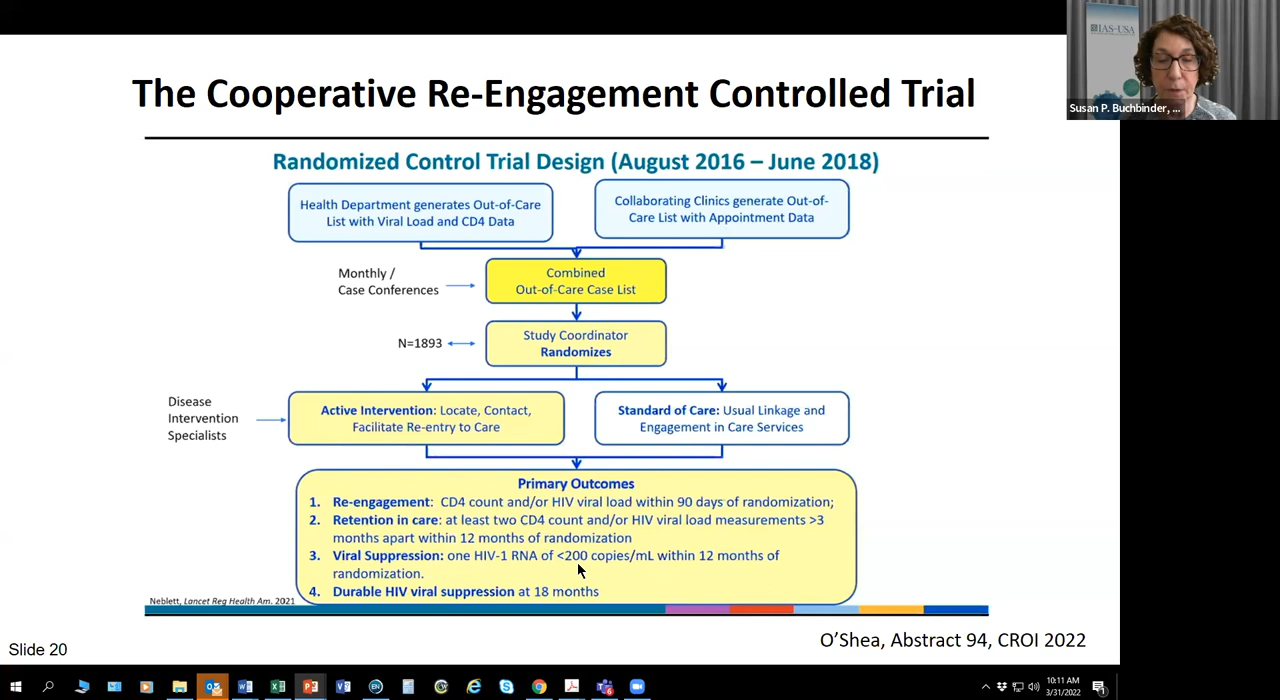 IAS-USA
Susan P. Buchbinder, ...
The Cooperative Re-Engagement Controlled Trial
Randomized Control Trial Design (August 2016 – June 2018)
Health Department generates Out-of-Care
List with Viral Load and CD4 Data
Collaborating Clinics generate Out-of-
Care List with Appointment Data
Monthly /
Case Conferences
Combined
Out-of-Care Case List
N=1893
Study Coordinator
Randomizes
Disease
Intervention
Specialists
Active Intervention: Locate, Contact,
Facilitate Re-entry to Care
Standard of Care: Usual Linkage and
Engagement in Care Services
Primary Outcomes
1. Re-engagement: CD4 count and/or HIV viral load within 90 days of randomization;
2. Retention in care: at least two CD4 count and/or HIV viral load measurements >3
months apart within 12 months of randomization
3. Viral Suppression: one HIV-1 RNA of <200 copies/mL within 12 months of
randomization.
4. Durable HIV viral suppression at 18 months
Neblett, Lancet Reg Health Am. 2021
O’Shea, Abstract 94, CROI 2022
Slide 20
10:11 AM
3/31/2022